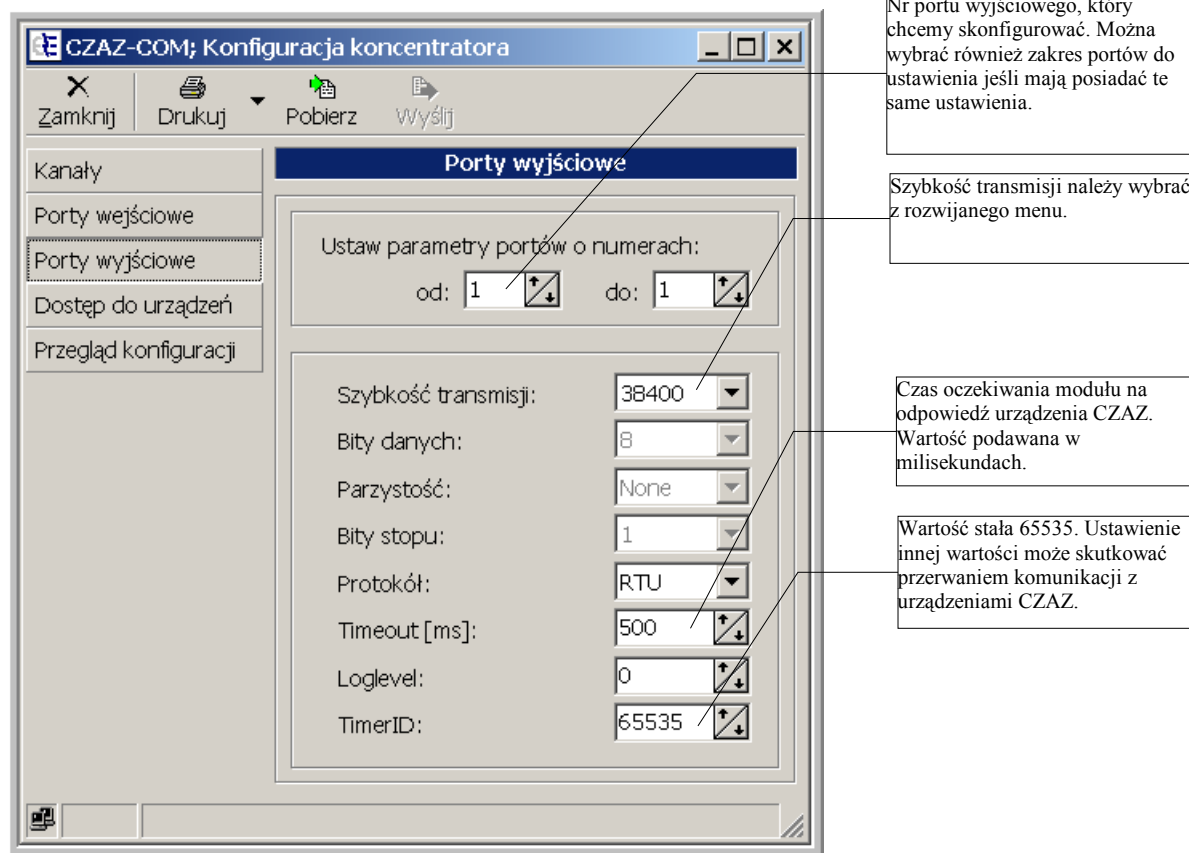 CZAZ-COM; Konfiguracja koncentratora
Zamknij Drukuj Pobierz Wyślij
Kanały
Porty wejściowe
Porty wyjściowe
Dostęp do urządzeń
Przegląd konfiguracji
Porty wyjściowe
Ustaw parametry portów o numerach:
od: 1 do: 1
Szybkość transmisji: 38400
Bity danych: 8
Parzystość: None
Bity stopu: 1
Protokół: RTU
Timeout [ms]: 500
Loglevel: 0
TimerID: 65535
Nr portu wyjściowego, który
chcemy skonfigurować. Można
wybrać również zakres portów do
ustawienia jeśli mają posiadać te
same ustawienia.
Szybkość transmisji należy wybrać
z rozwijanego menu.
Czas oczekiwania modułu na
odpowiedź urządzenia CZAZ.
Wartość podawana w
milisekundach.
Wartość stała 65535. Ustawienie
innej wartości może skutkować
przerwaniem komunikacji z
urządzeniami CZAZ.